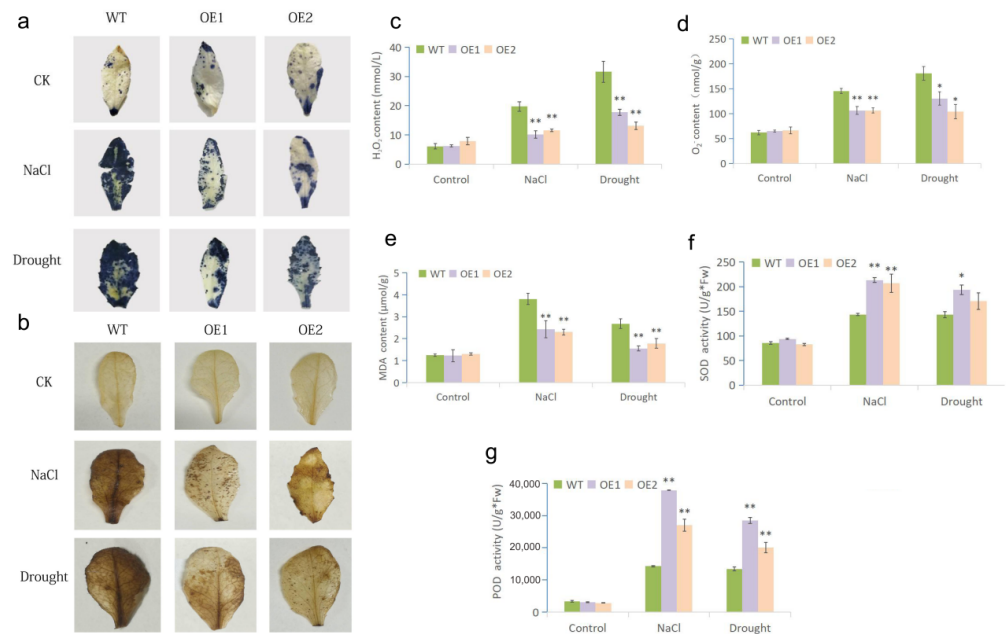 a
WT OE1 OE2
CK
NaCl
Drought
b
WT OE1 OE2
CK
NaCl
Drought
c
WT OE1 OE2
H₂O₂ content (mmol/L)
40
30
20
10
0
** **
** **
Control NaCl Drought
d
WT OE1 OE2
O₂⁻ content (nmol/g)
250
200
150
100
50
0
** **
* *
Control NaCl Drought
e
WT OE1 OE2
MDA content (μmol/g)
5
4
3
2
1
0
** **
** **
Control NaCl Drought
f
WT OE1 OE2
SOD activity (U/g*Fw)
250
200
150
100
50
0
** **
*
Control NaCl Drought
g
WT OE1 OE2
POD activity (U/g*Fw)
40,000
30,000
20,000
10,000
0
** **
** **
Control NaCl Drought